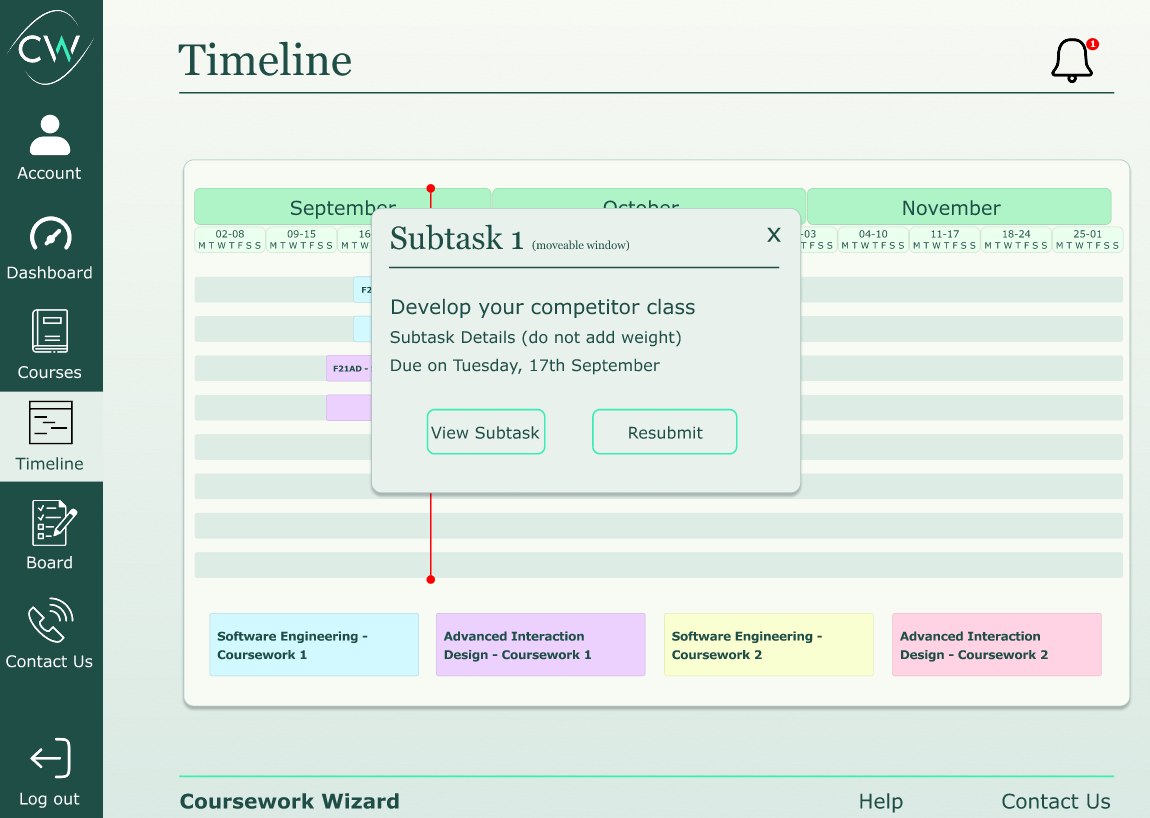 CW
Timeline
1
Account
Dashboard
Courses
Timeline
Board
Contact Us
Log out
September
October
November
02-08
09-15
16
-03
04-10
11-17
18-24
25-01
M T W T F S S
M T W T F S S
M T W
T F S S
M T W T F S S
M T W T F S S
M T W T F S S
M T W T F S S
F2
F21AD -
Subtask 1 (moveable window)
X
Develop your competitor class
Subtask Details (do not add weight)
Due on Tuesday, 17th September
View Subtask
Resubmit
Software Engineering -
Coursework 1
Advanced Interaction
Design - Coursework 1
Software Engineering -
Coursework 2
Advanced Interaction
Design - Coursework 2
Coursework Wizard
Help
Contact Us